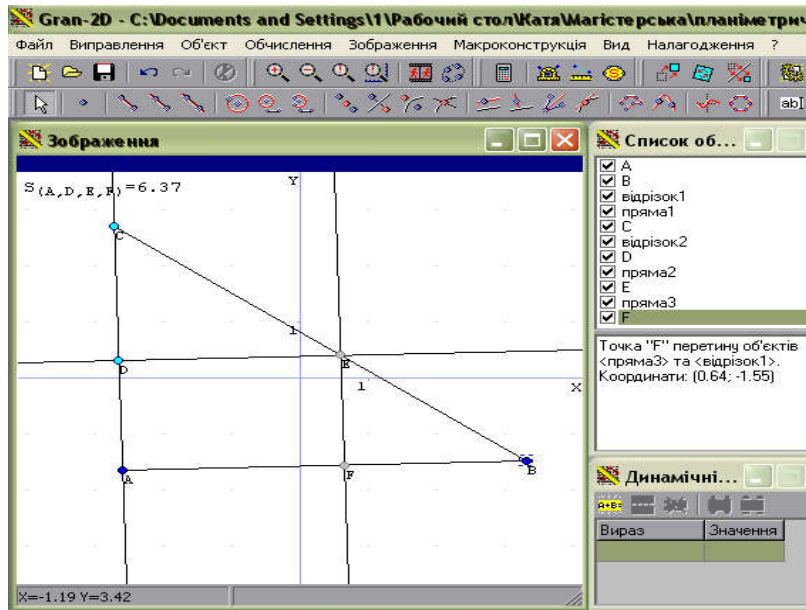 Gran-2D - C:\Documents and Settings\1\Рабочий стол\Катя\Магістерська\планіметрич
Файл Виправлення Об'єкт Обчислення Зображення Макроконструкція Вид Налагодження ?
abI
Зображення
S(A,D,E,F)=6.37
Y
C
1
E
D
1
X
A
F
B
X=-1.19 Y=3.42
Список об...
A
B
відрізок1
пряма1
C
відрізок2
D
пряма2
E
пряма3
F
Точка "F" перетину об'єктів
<пряма3> та <відрізок1>.
Координати: (0.64; -1.55)
Динамічні...
A+B=
Вираз Значення